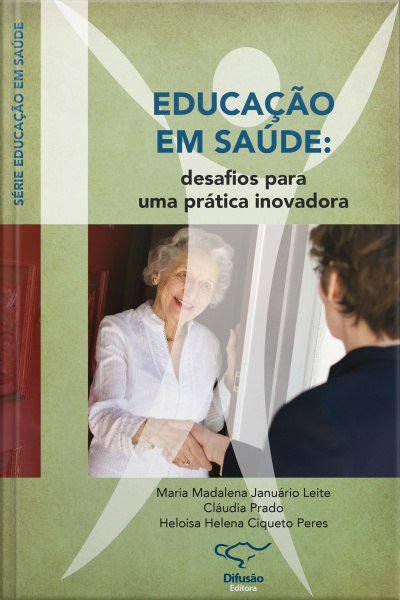 SÉRIE EDUCAÇÃO EM SAÚDE
EDUCAÇÃO
EM SAÚDE:
desafios para
uma prática inovadora
Maria Madalena Januário Leite
Cláudia Prado
Heloisa Helena Ciqueto Peres
Difusão
Editora